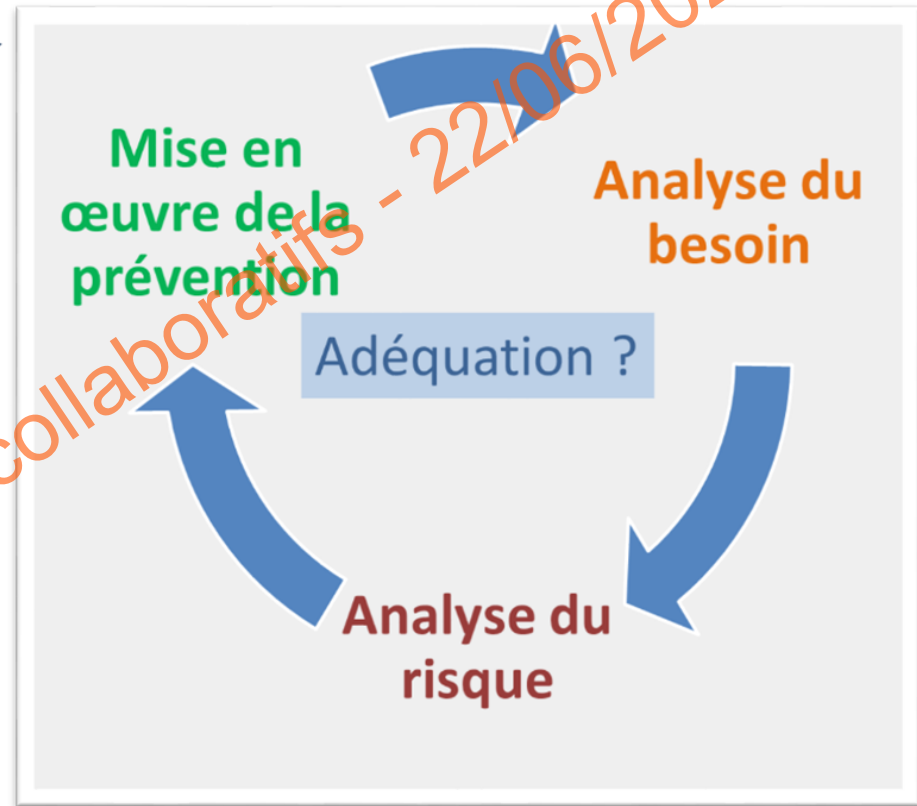 Mise en
œuvre de la
prévention
Analyse du
besoin
Adéquation ?
Analyse du
risque
collaboratifs - 22/06/20